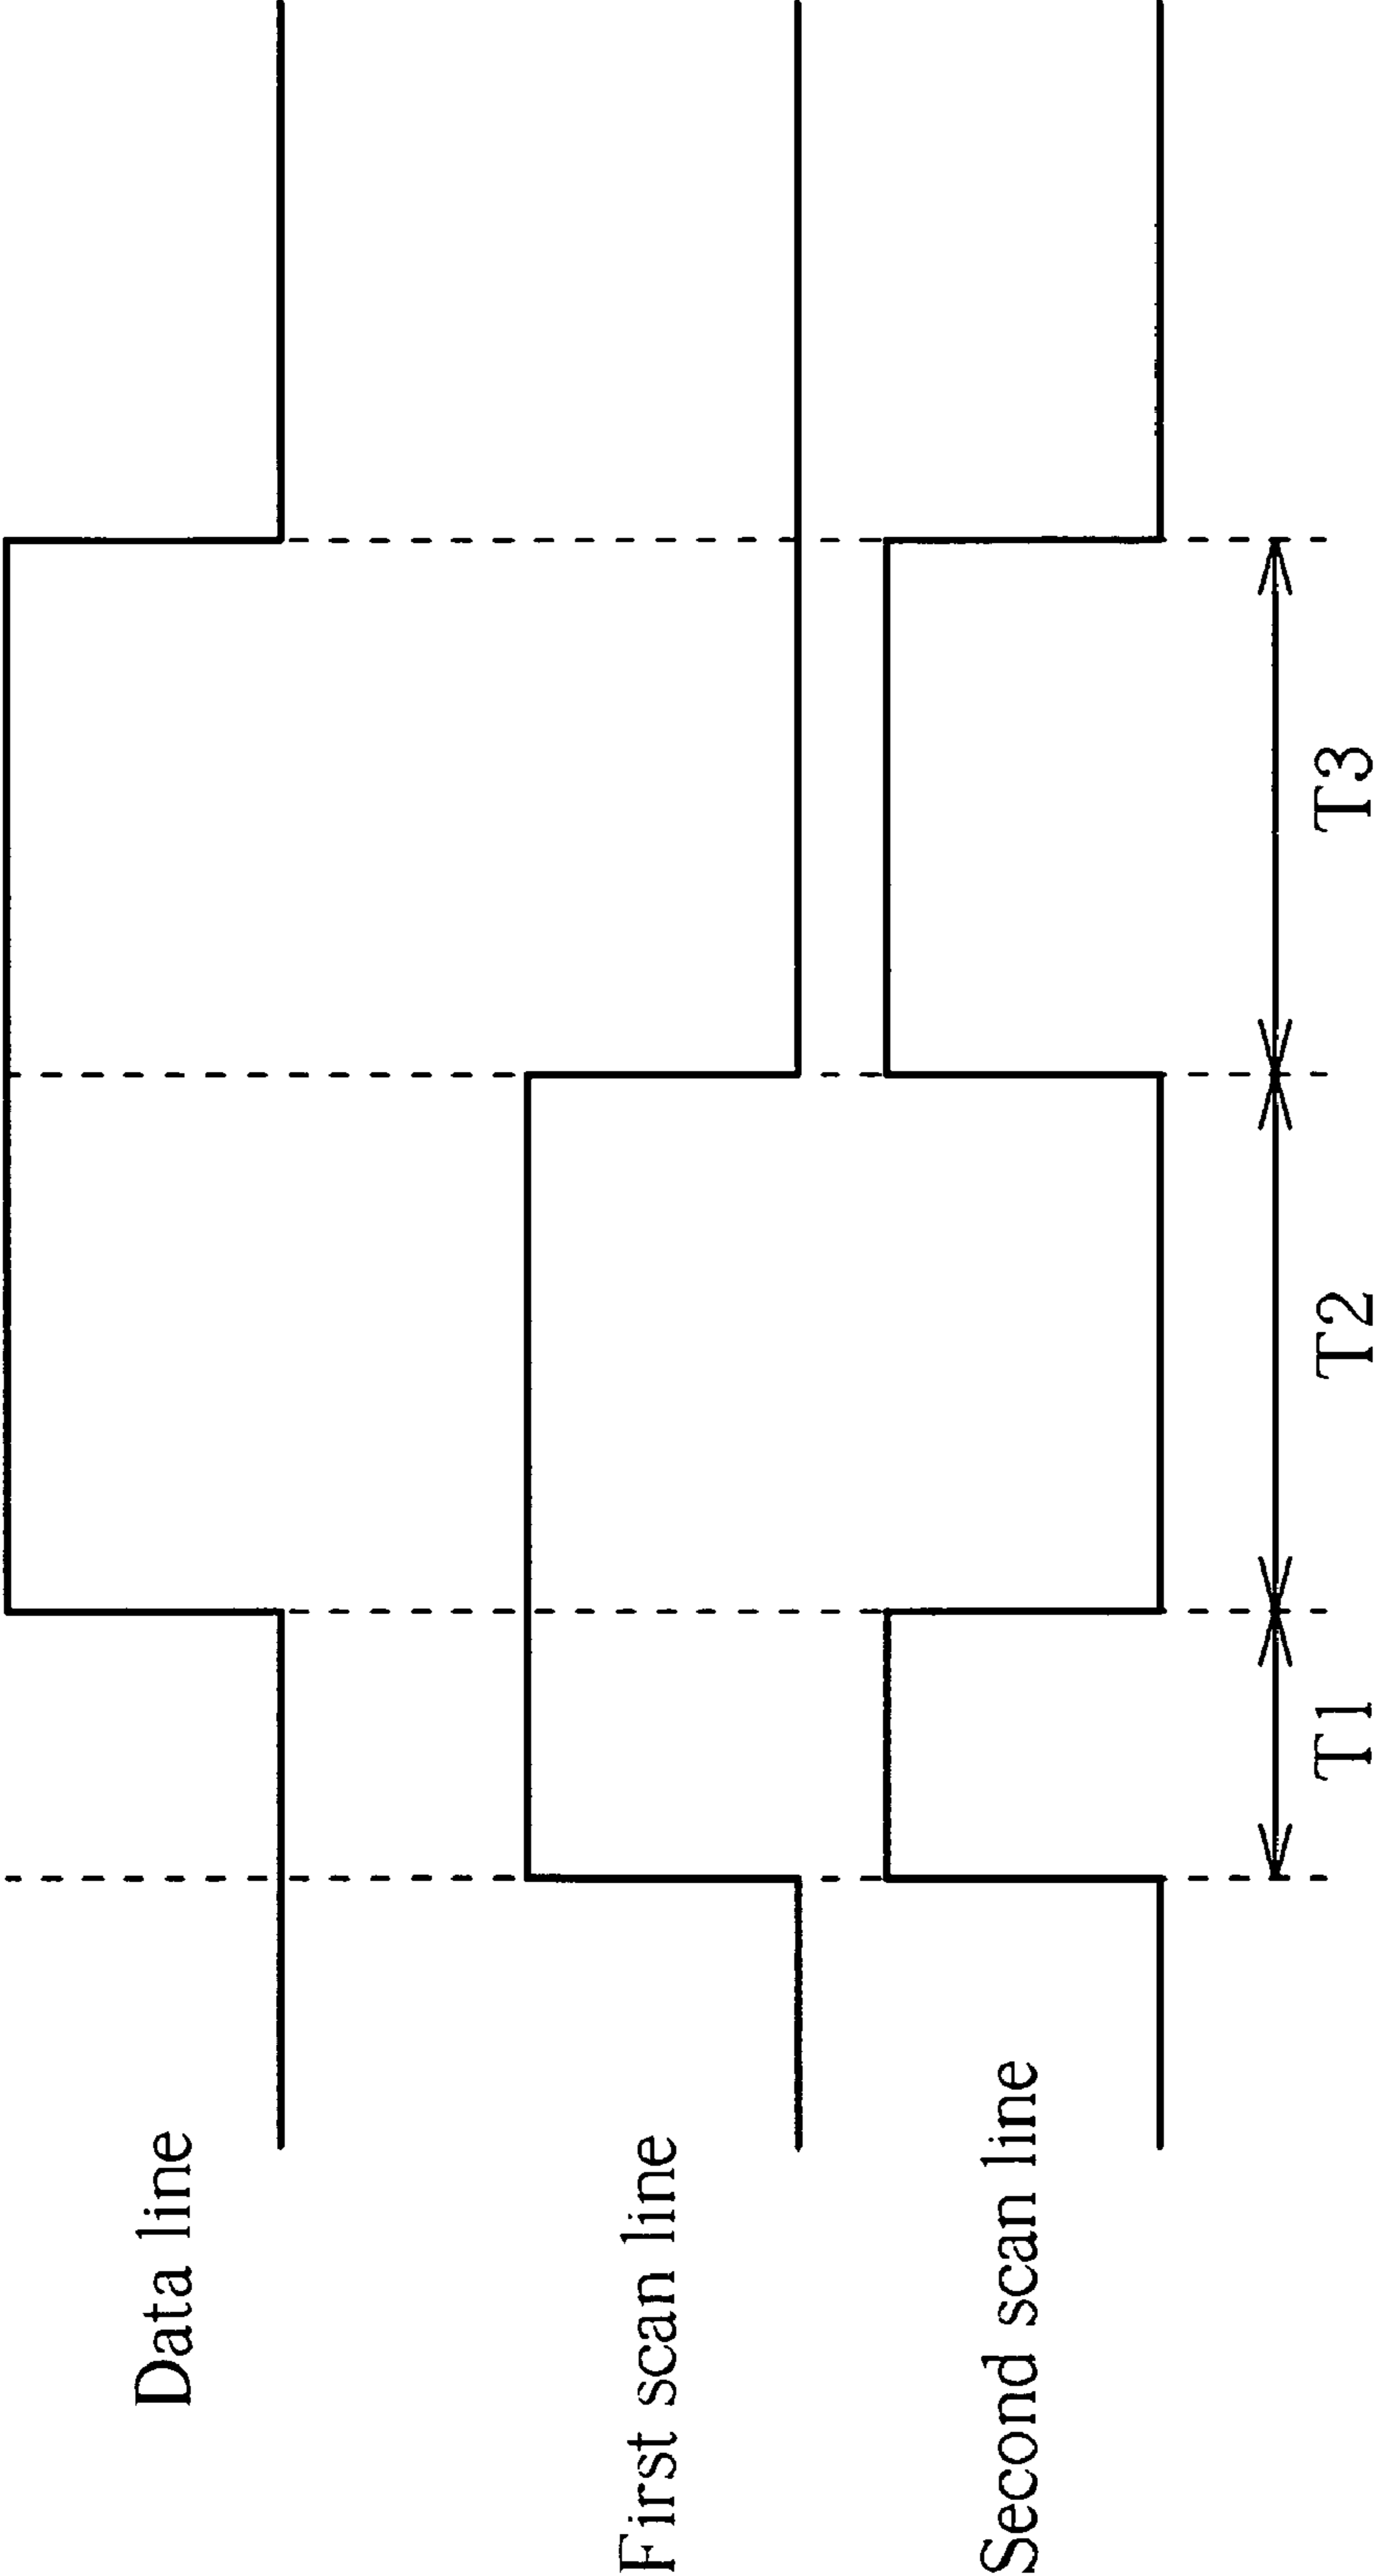 Data line
First scan line
Second scan line
T1
T2
T3